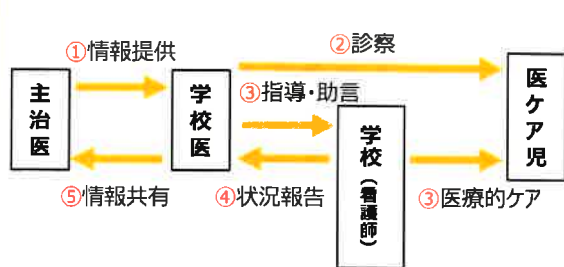 ①情報提供
②診察
主治医
学校医
③指導・助言
医ケア児
学校(看護師)
⑤情報共有
④状況報告
③医療的ケア